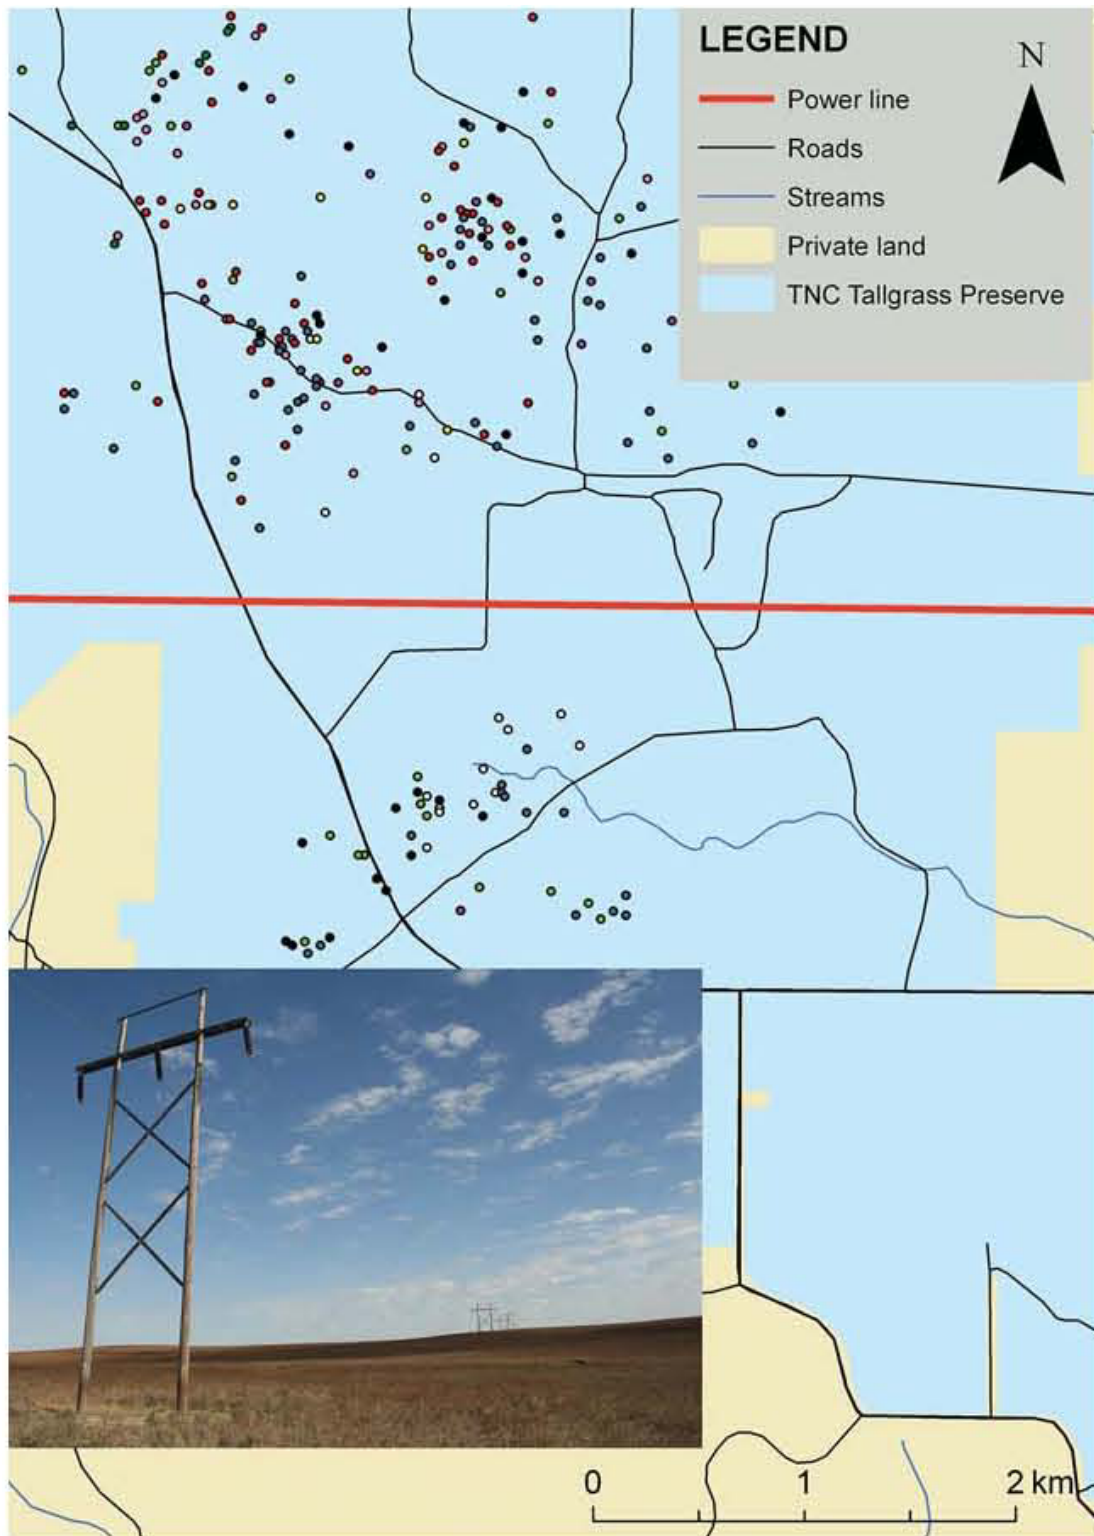 LEGEND
N
Power line
Roads
Streams
Private land
TNC Tallgrass Preserve
0 1 2 km